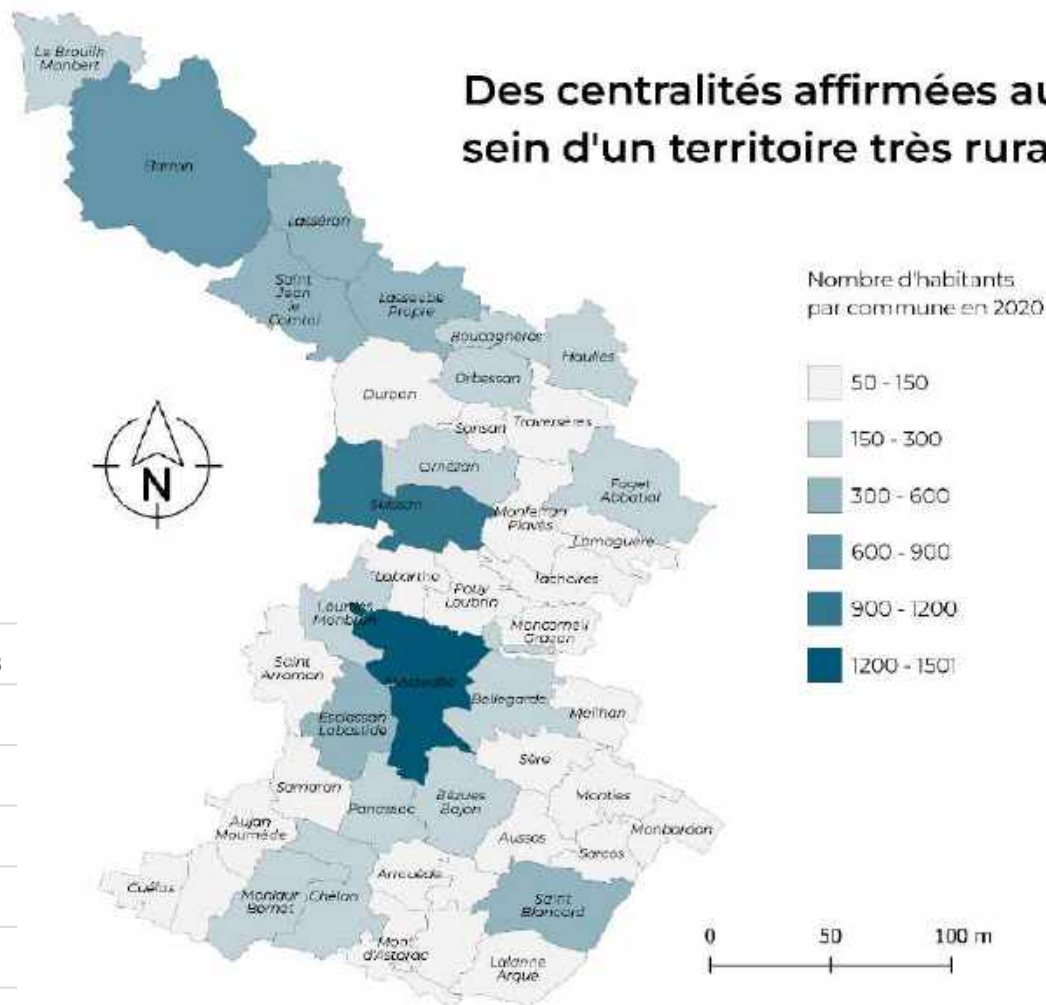 Des centralités affirmées au
sein d'un territoire très rura
Le Brouilh
Monbert
Barran
Lasséran
Saint
Jean
le
Comtal
Lasseube
Propre
Boucagnères
Haulies
Orbessan
Durban
Sansan
Traversères
Ornézan
Seissan
Faget
Abbatial
Monferran
Plavès
Lamaguère
Labarthe
Pouy
Loubrin
Tachoires
Lourties
Monbrun
Moncorneil
Grazan
Saint
Arroman
Masseube
Bellegarde
Meilhan
Esclassan
Labastide
Sère
Samaran
Panassac
Bézues
Bajon
Monties
Aujan
Mournède
Aussos
Monbardon
Sarcos
Cuélas
Arrouède
Monlaur
Bernet
Chélan
Saint
Blancard
Mont
d'Astarac
Lalanne
Arqué
N
Nombre d'habitants
par commune en 2020
50 - 150
150 - 300
300 - 600
600 - 900
900 - 1200
1200 - 1501
0 50 100 m